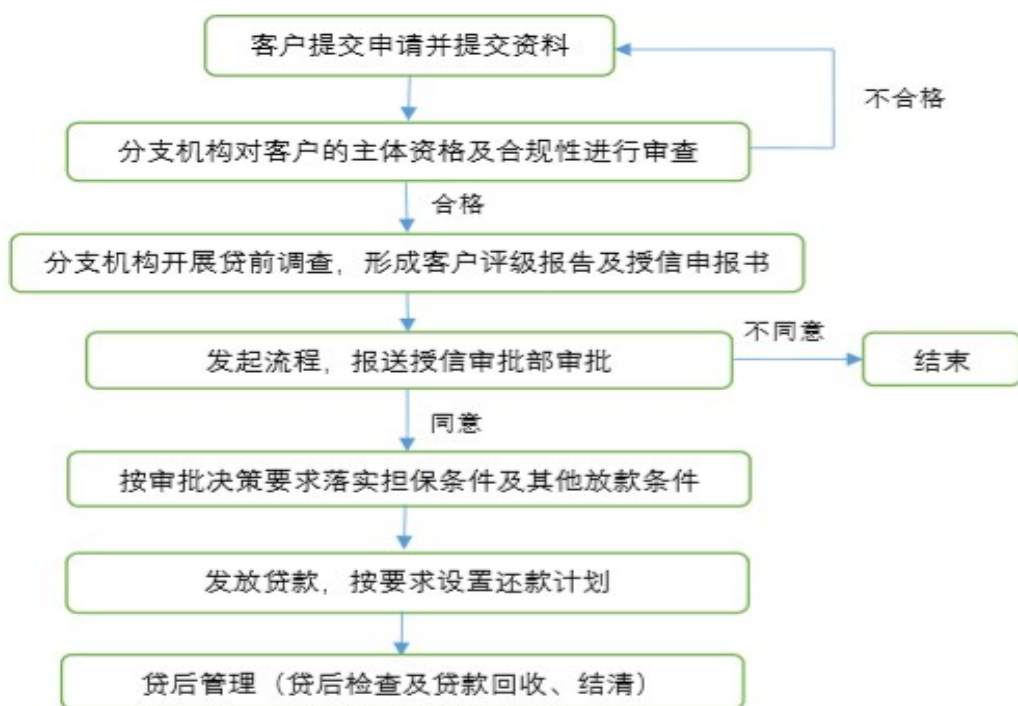 客户提交申请并提交资料
不合格
分支机构对客户的主体资格及合规性进行审查
合格
分支机构开展贷前调查，形成客户评级报告及授信申报书
不同意
发起流程，报送授信审批部审批
结束
同意
按审批决策要求落实担保条件及其他放款条件
发放贷款，按要求设置还款计划
贷后管理（贷后检查及贷款回收、结清）